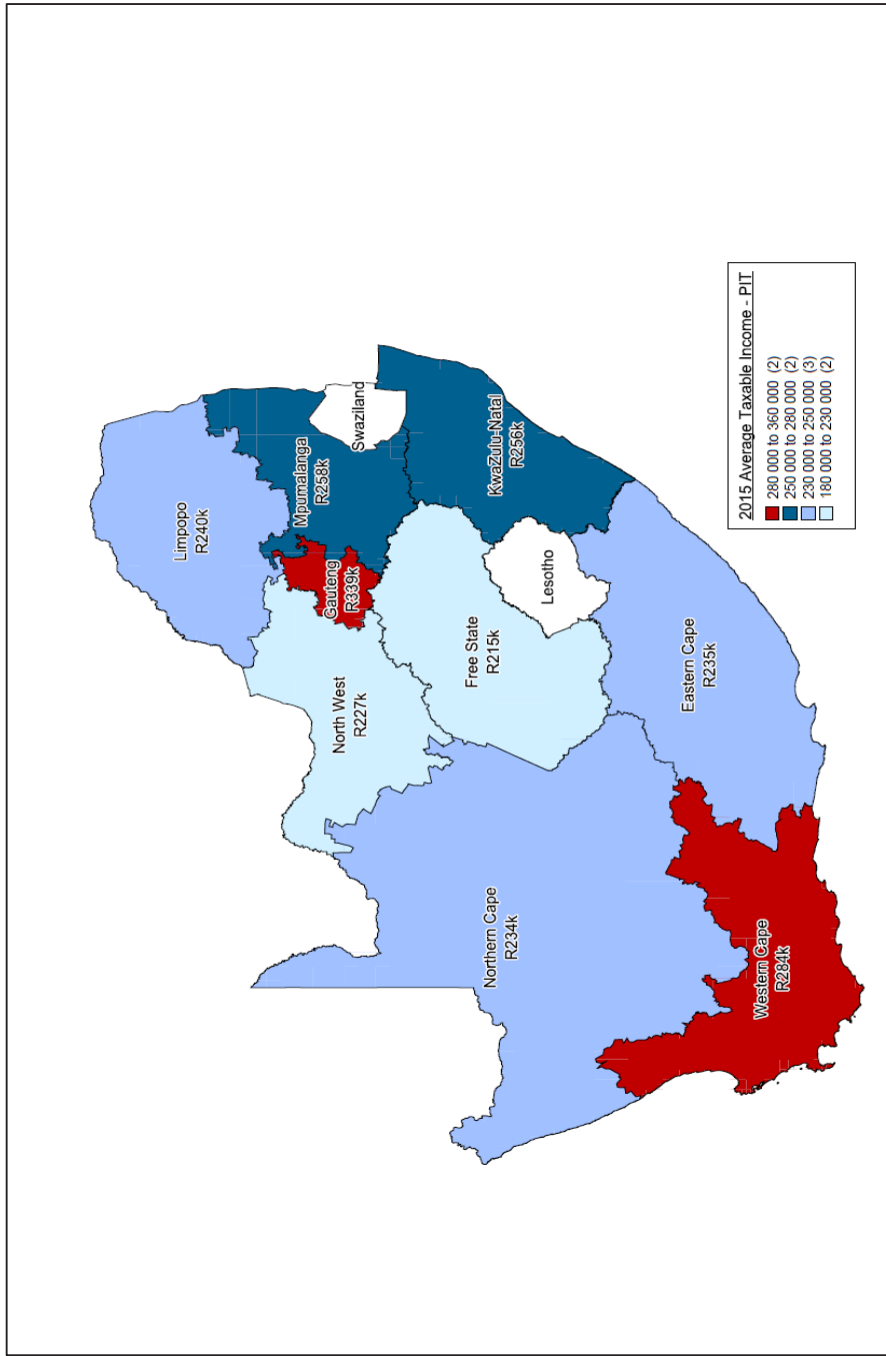 Limpopo
R240k
Mpumalanga
R258k
Gauteng
R339k
North West
R227k
Swaziland
KwaZulu-Natal
R256k
Free State
R215k
Lesotho
Northern Cape
R234k
Eastern Cape
R235k
Western Cape
R284k
2015 Average Taxable Income - PIT
280 000 to 360 000 (2)
250 000 to 280 000 (2)
230 000 to 250 000 (3)
180 000 to 230 000 (2)